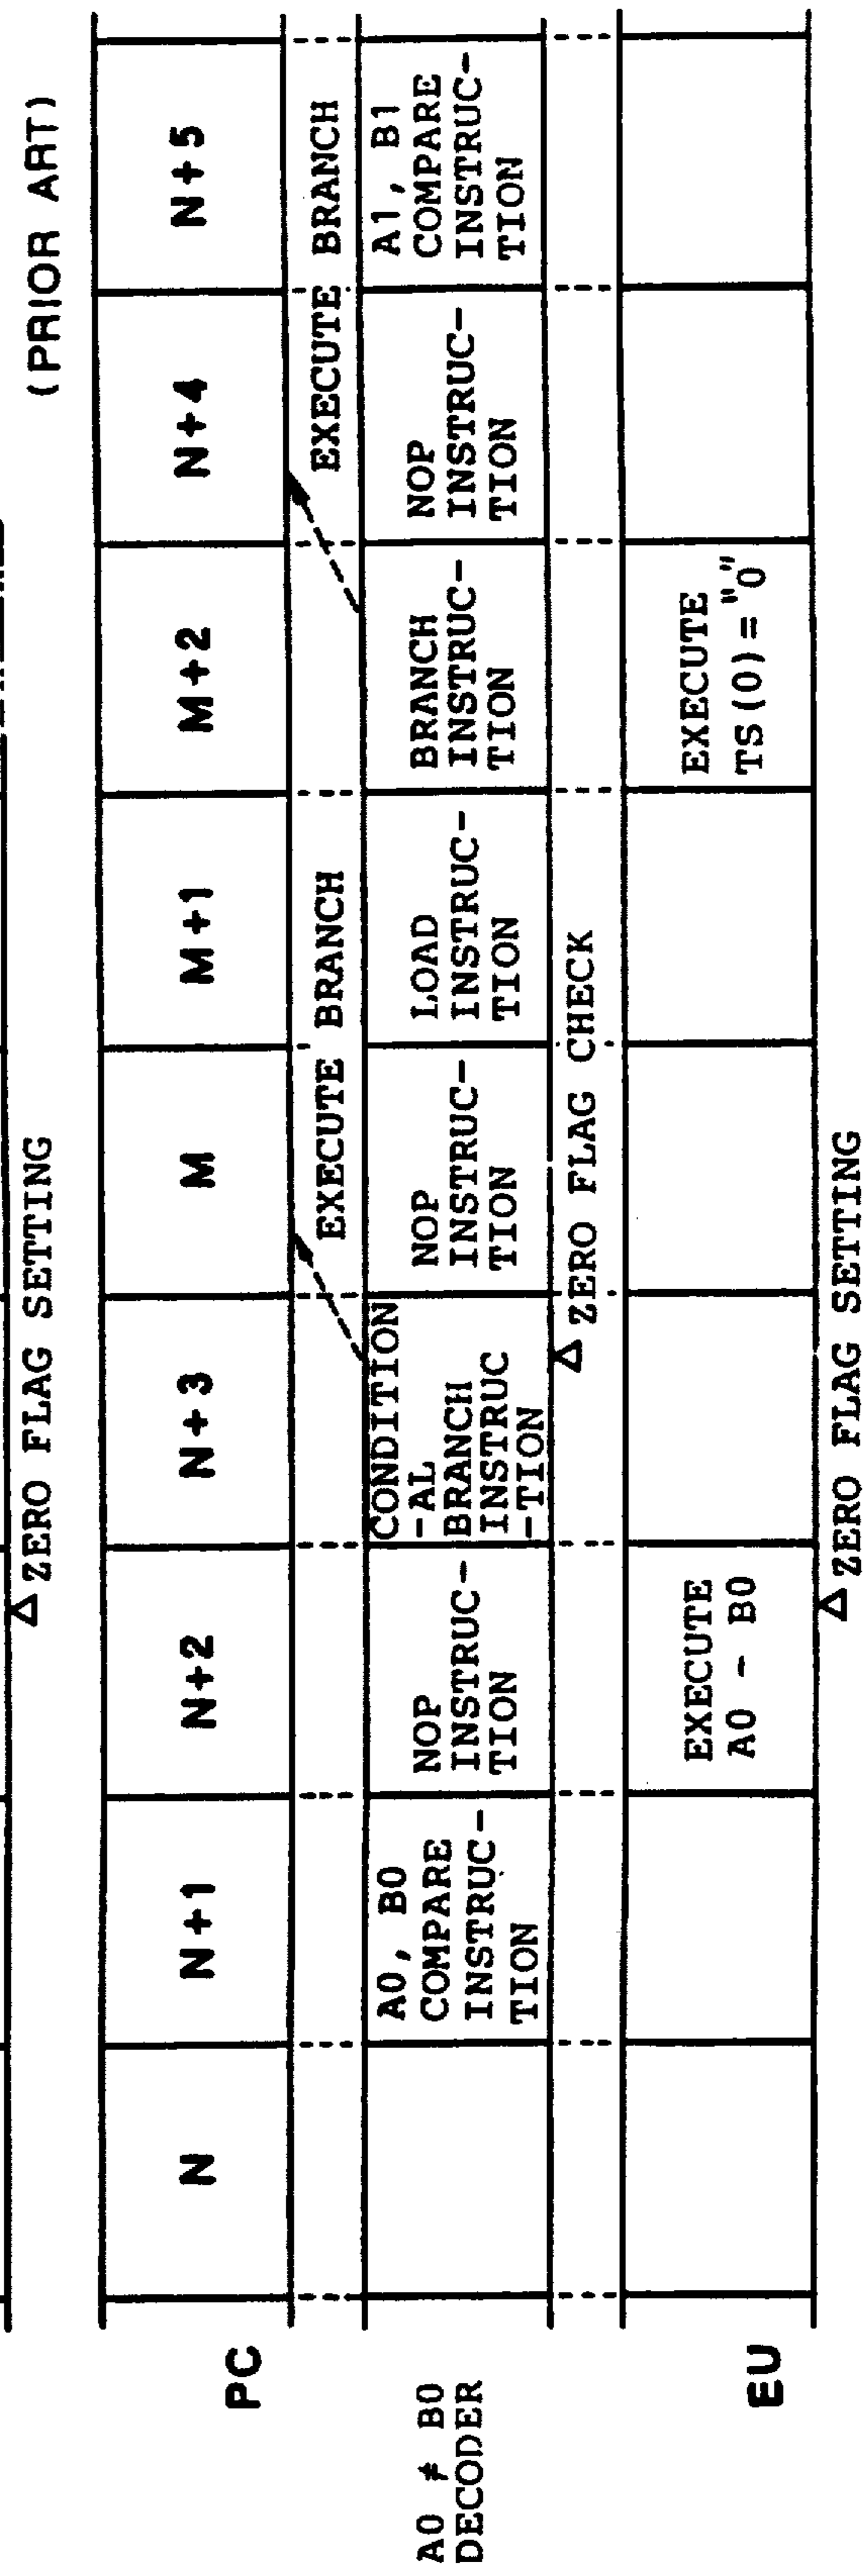 ZERO FLAG SETTING
(PRIOR ART)
PC
N
N+1
N+2
N+3
M
M+1
M+2
N+4
N+5
EXECUTE BRANCH
EXECUTE BRANCH
A0 ≠ B0
DECODER
A0, B0
COMPARE
INSTRUC-
TION
NOP
INSTRUC-
TION
CONDITION
-AL
BRANCH
INSTRUC
-TION
NOP
INSTRUC-
TION
LOAD
INSTRUC-
TION
BRANCH
INSTRUC-
TION
NOP
INSTRUC-
TION
A1, B1
COMPARE
INSTRUC-
TION
ZERO FLAG CHECK
EU
EXECUTE
A0 - B0
EXECUTE
TS(0)="0"
ZERO FLAG SETTING